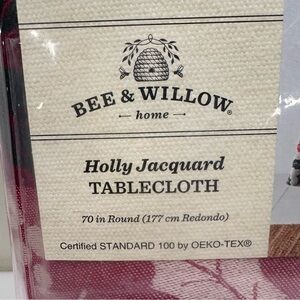 BEE & WILLOW®
home
Holly Jacquard
TABLECLOTH
70 in Round (177 cm Redondo)
Certified STANDARD 100 by OEKO-TEX®